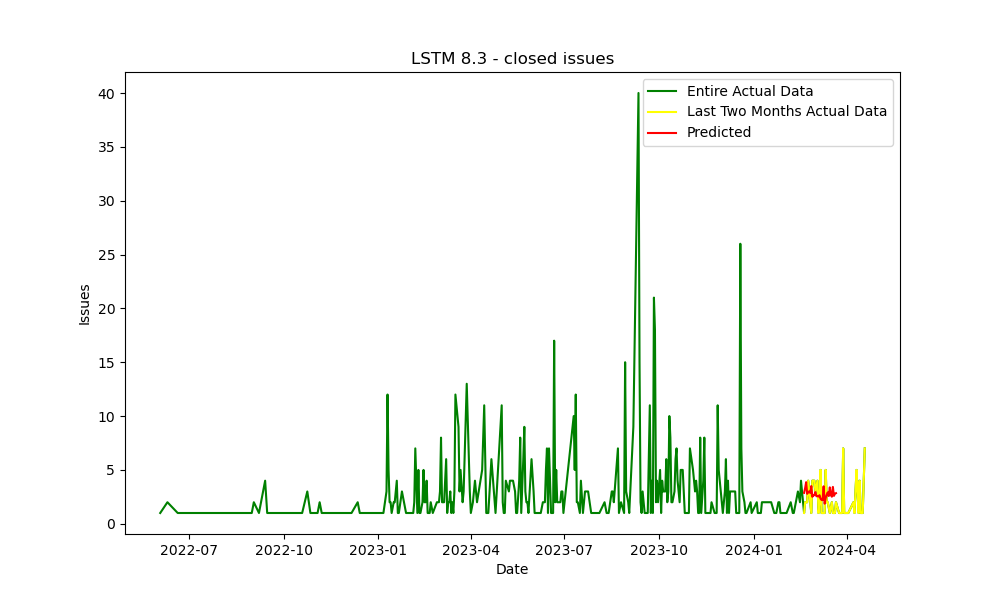 LSTM 8.3 - closed issues
Entire Actual Data
Last Two Months Actual Data
Predicted
Issues
40
35
30
25
20
15
10
5
0
2022-07 2022-10 2023-01 2023-04 2023-07 2023-10 2024-01 2024-04
Date